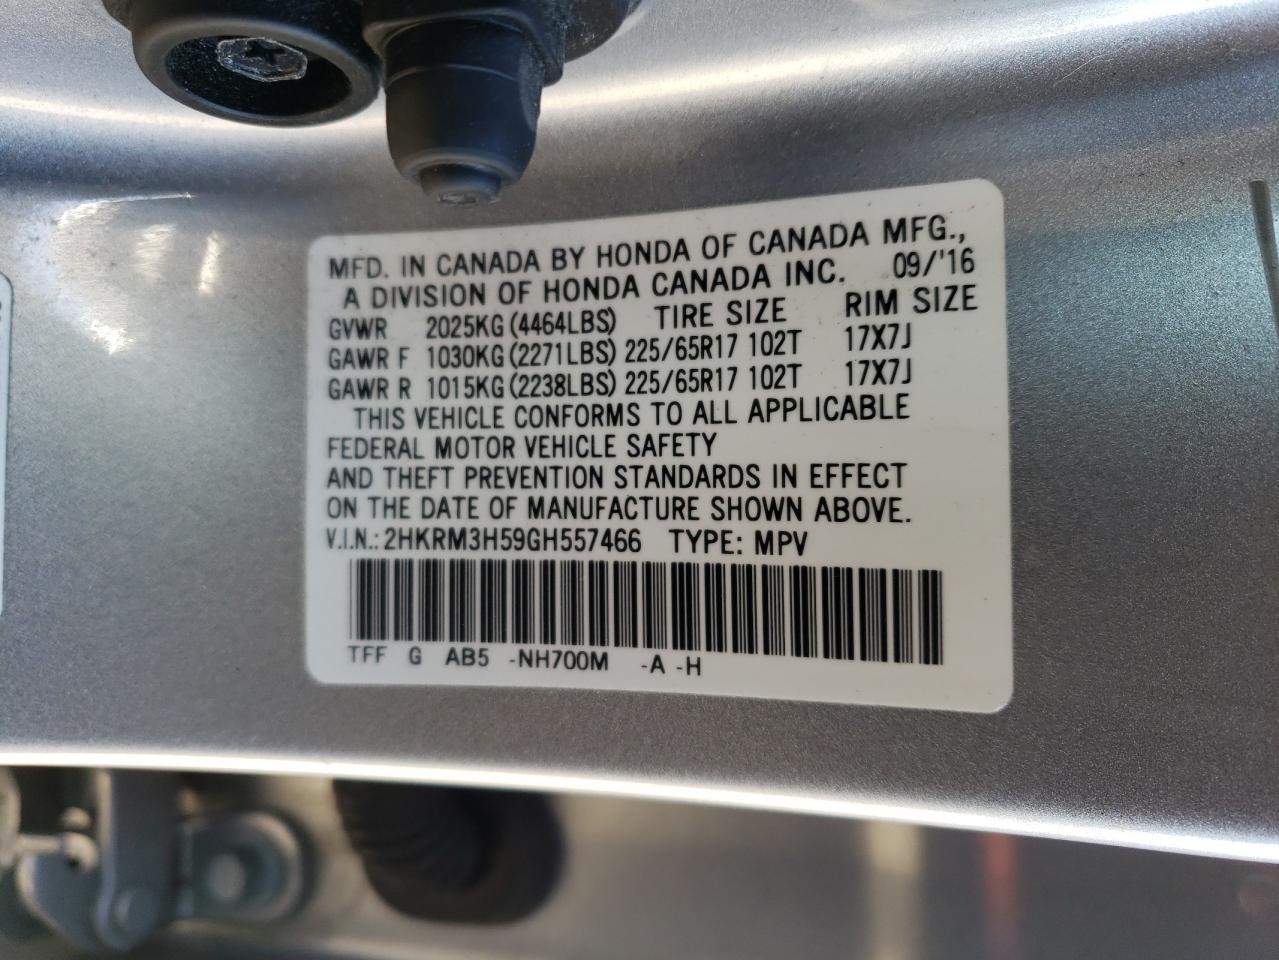 MFD. IN CANADA BY HONDA OF CANADA MFG.,
A DIVISION OF HONDA CANADA INC. 09/'16
GVWR 2025KG (4464LBS) TIRE SIZE RIM SIZE
GAWR F 1030KG (2271LBS) 225/65R17 102T 17X7J
GAWR R 1015KG (2238LBS) 225/65R17 102T 17X7J
THIS VEHICLE CONFORMS TO ALL APPLICABLE
FEDERAL MOTOR VEHICLE SAFETY
AND THEFT PREVENTION STANDARDS IN EFFECT
ON THE DATE OF MANUFACTURE SHOWN ABOVE.
V.I.N.: 2HKRM3H59GH557466 TYPE: MPV
TFF G AB5 -NH700M -A -H